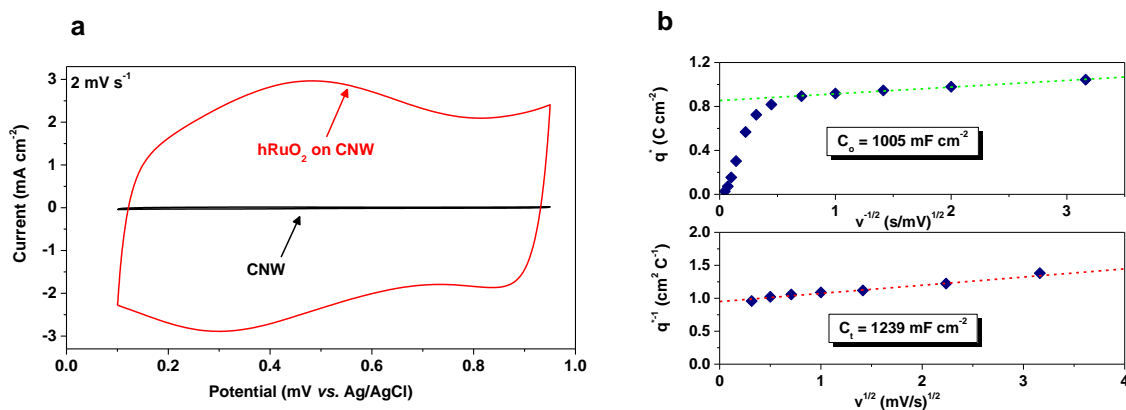 a
2 mV s⁻¹
hRuO₂ on CNW
CNW
Current (mA cm⁻²)
3
2
1
0
-1
-2
-3
0.0 0.2 0.4 0.6 0.8 1.0
Potential (mV vs. Ag/AgCl)
b
q* (C cm⁻²)
1.2
0.8
0.4
0.0
Cₒ = 1005 mF cm⁻²
0 1 2 3
v⁻¹/² (s/mV)¹/²
q*⁻¹ (cm² C⁻¹)
2.0
1.5
1.0
0.5
0.0
Cₜ = 1239 mF cm⁻²
0 1 2 3 4
v¹/² (mV/s)¹/²